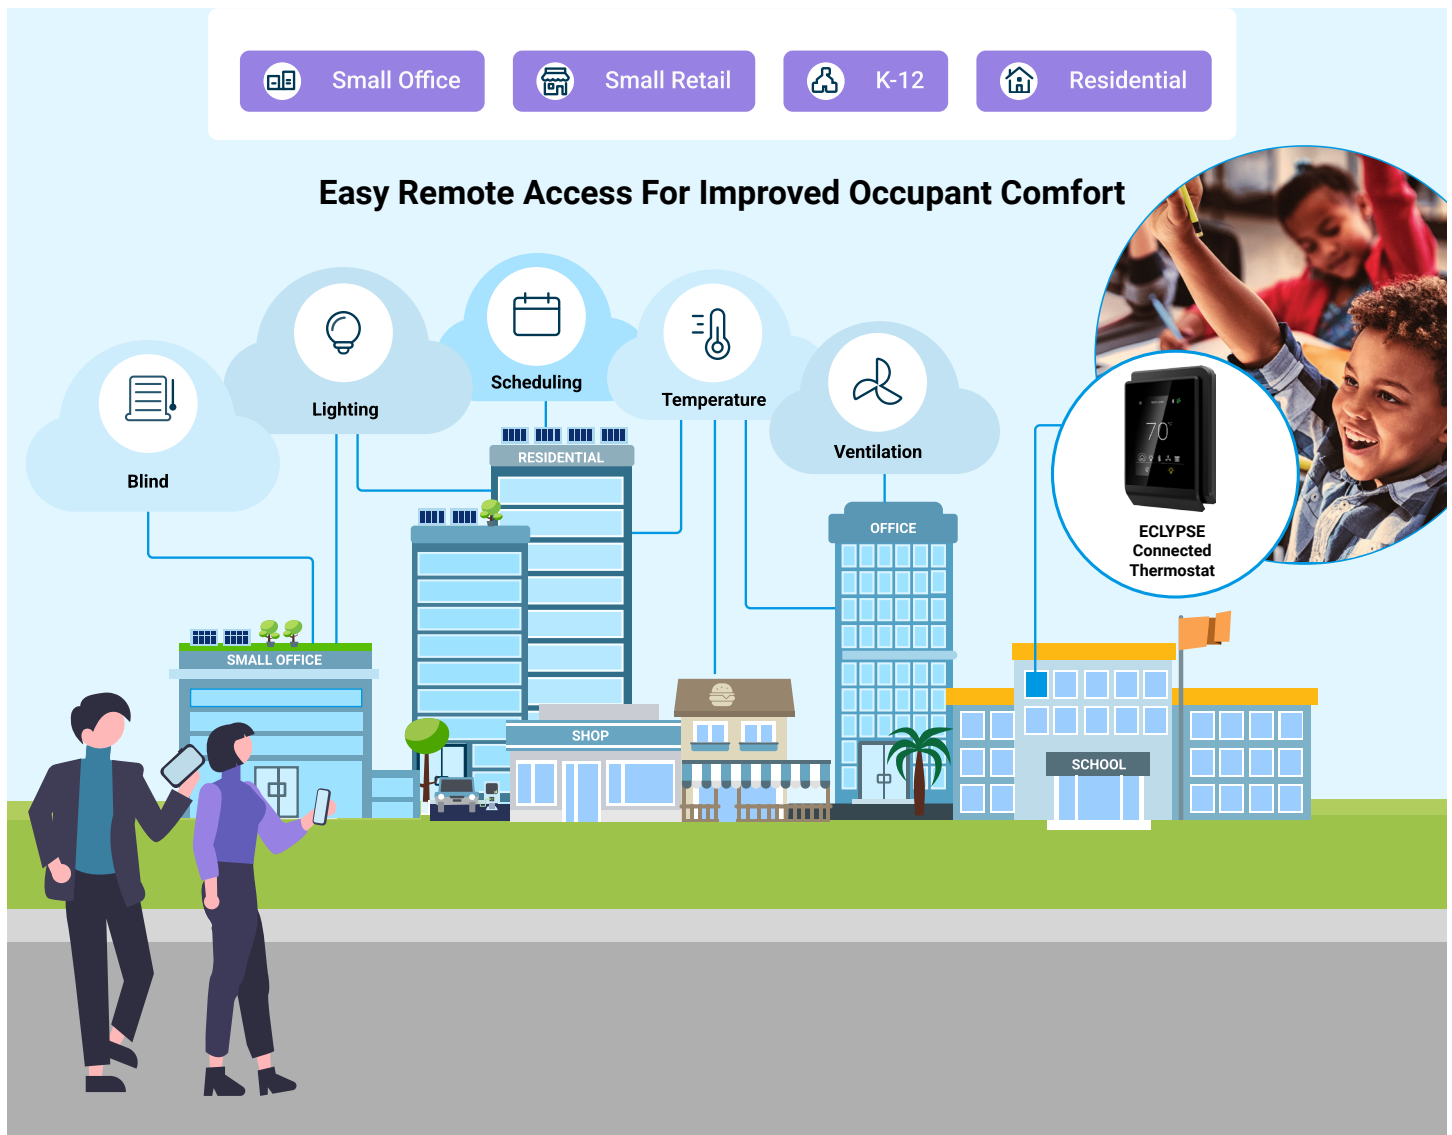 Small Office
Small Retail
K-12
Residential
Easy Remote Access For Improved Occupant Comfort
Scheduling
Lighting
Temperature
Ventilation
Blind
RESIDENTIAL
OFFICE
70
ECLYPSE
Connected
Thermostat
SMALL OFFICE
SHOP
SCHOOL